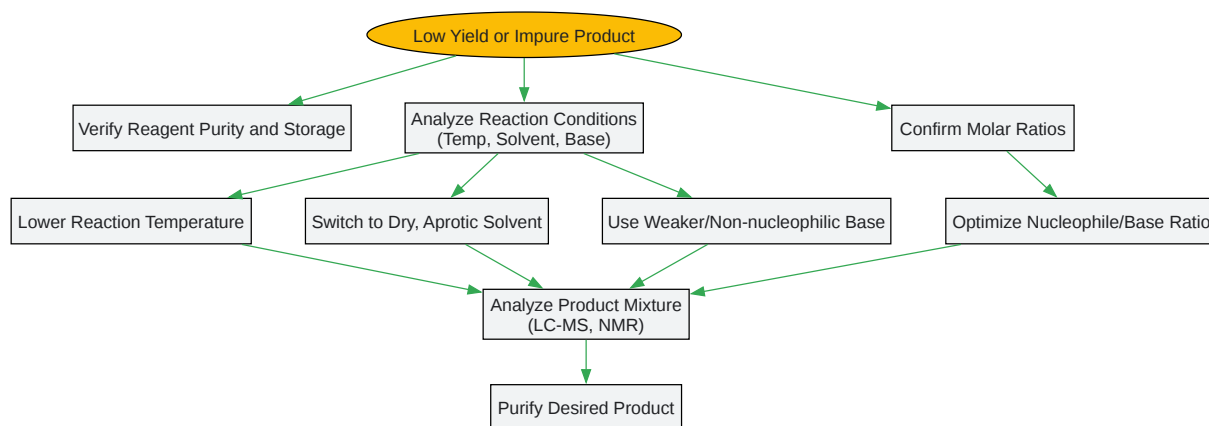 Low Yield or Impure Product
Verify Reagent Purity and Storage
Analyze Reaction Conditions
(Temp, Solvent, Base)
Confirm Molar Ratios
Lower Reaction Temperature
Switch to Dry, Aprotic Solvent
Use Weaker/Non-nucleophilic Base
Optimize Nucleophile/Base Ratio
Analyze Product Mixture
(LC-MS, NMR)
Purify Desired Product